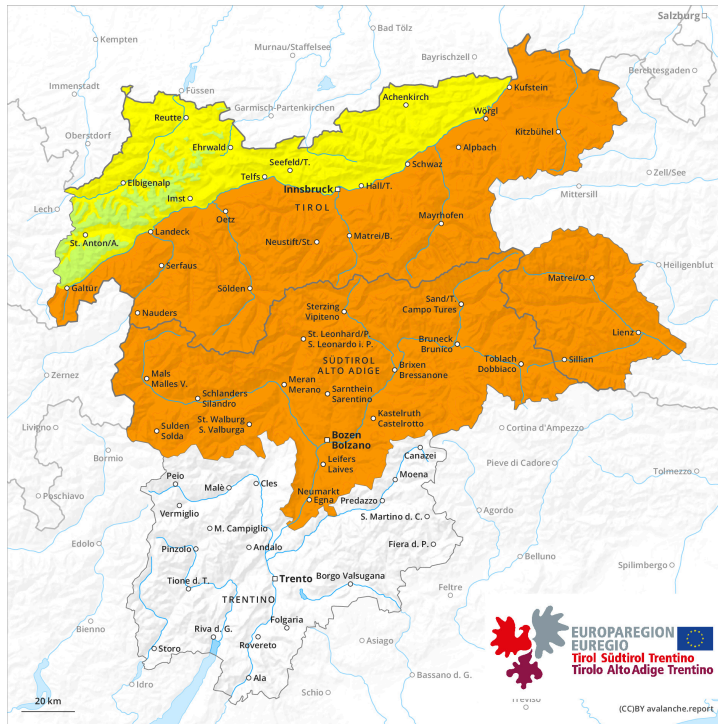 Salzburg
Kempten
Bad Tölz
Murnau/Staffelsee
Bayrischzell
Berchtesgaden
Immenstadt
Füssen
Garmisch-Partenkirchen
Achenkirch
Kufstein
Reutte
Wörgl
Oberstdorf
Ehrwald
Kitzbühel
Seefeld/T.
Alpbach
Schwaz
Zell/See
Elbigenalp
Telfs
Innsbruck
Hall/T.
Mittersill
Lech
Imst
TIROL
Oetz
Mayrhofen
St. Anton/A.
Landeck
Neustift/St.
Matrei/B.
Serfaus
Heiligenblut
Galtür
Sölden
Matrei/O.
Nauders
Sterzing
Vipiteno
Sand/T.
Campo Tures
Lienz
St. Leonhard/P.
S. Leonardo i. P.
Bruneck
Brunico
Toblach
Dobbiaco
Sillian
SÜDTIROL
ALTO ADIGE
Brixen
Bressanone
Zernez
Mals
Malles V.
Meran
Merano
Sarnthein
Sarentino
Schlanders
Silandro
Kastelruth
Castelrotto
St. Walburg
S. Valburga
Livigno
Sulden
Solda
Bozen
Bolzano
Cortina d'Ampezzo
Bormio
Canazei
Leifers
Laives
Pieve di Cadore
Tolmezzo
Peio
Moena
Malè
Cles
Neumarkt
Egna
Predazzo
Poschiavo
Vermiglio
S. Martino d. C.
Agordo
M. Campiglio
Edolo
Pinzolo
Andalo
Fiera d. P.
Belluno
Spilimbergo
Tione d. T.
Trento
Borgo Valsugana
Feltre
TRENTINO
Bienno
Folgaria
Riva d. G.
Rovereto
Asiago
Storo
Ala
Bassano d. G.
Idro
Schio
Treviso
EUROPAREGION
EUREGIO
Tirol Südtirol Trentino
Tirolo Alto Adige Trentino
20 km
(CC)BY avalanche.report